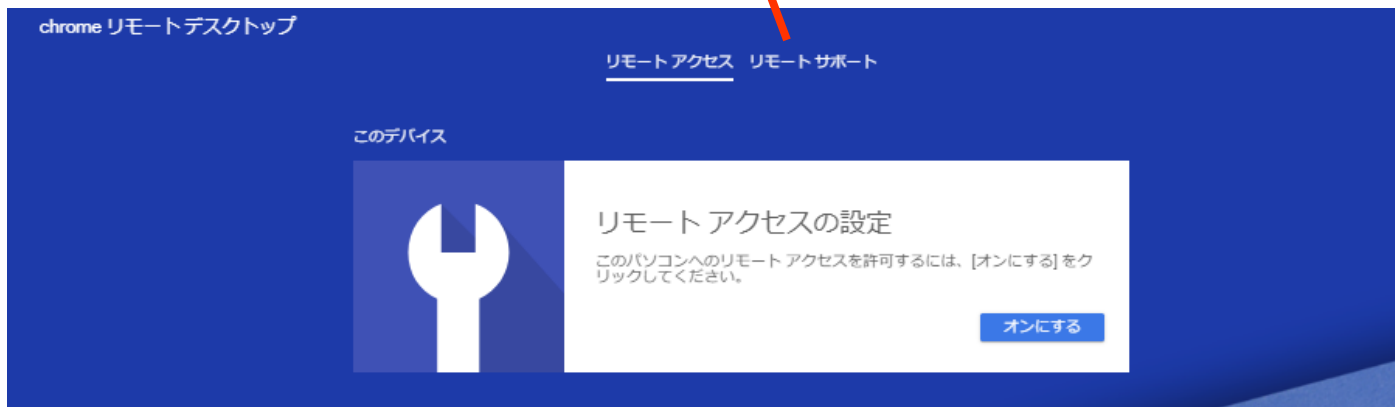 chrome リモートデスクトップ
リモート アクセス リモート サポート
このデバイス
リモート アクセスの設定
このパソコンへのリモート アクセスを許可するには、[オンにする] をク
リックしてください。
オンにする